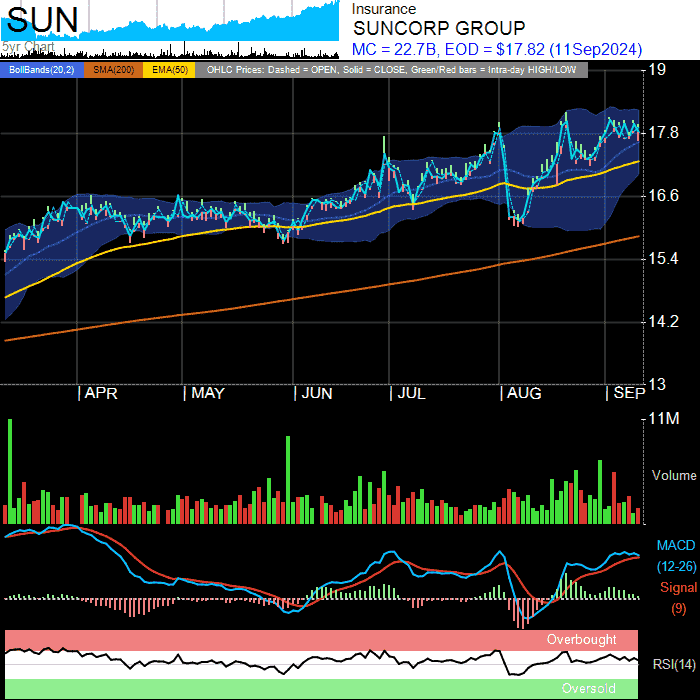 SUN
5yr Chart
Insurance
SUNCORP GROUP
MC = 22.7B, EOD = $17.82 (11Sep2024)
BollBands(20,2) SMA(200) EMA(50) OHLC Prices: Dashed = OPEN, Solid = CLOSE, Green/Red bars = Intra-day HIGH/LOW
19
17.8
16.6
15.4
14.2
13
| APR | MAY | JUN | JUL | AUG | SEP
11M
Volume
MACD
(12-26)
Signal
(9)
Overbought
RSI(14)
Oversold